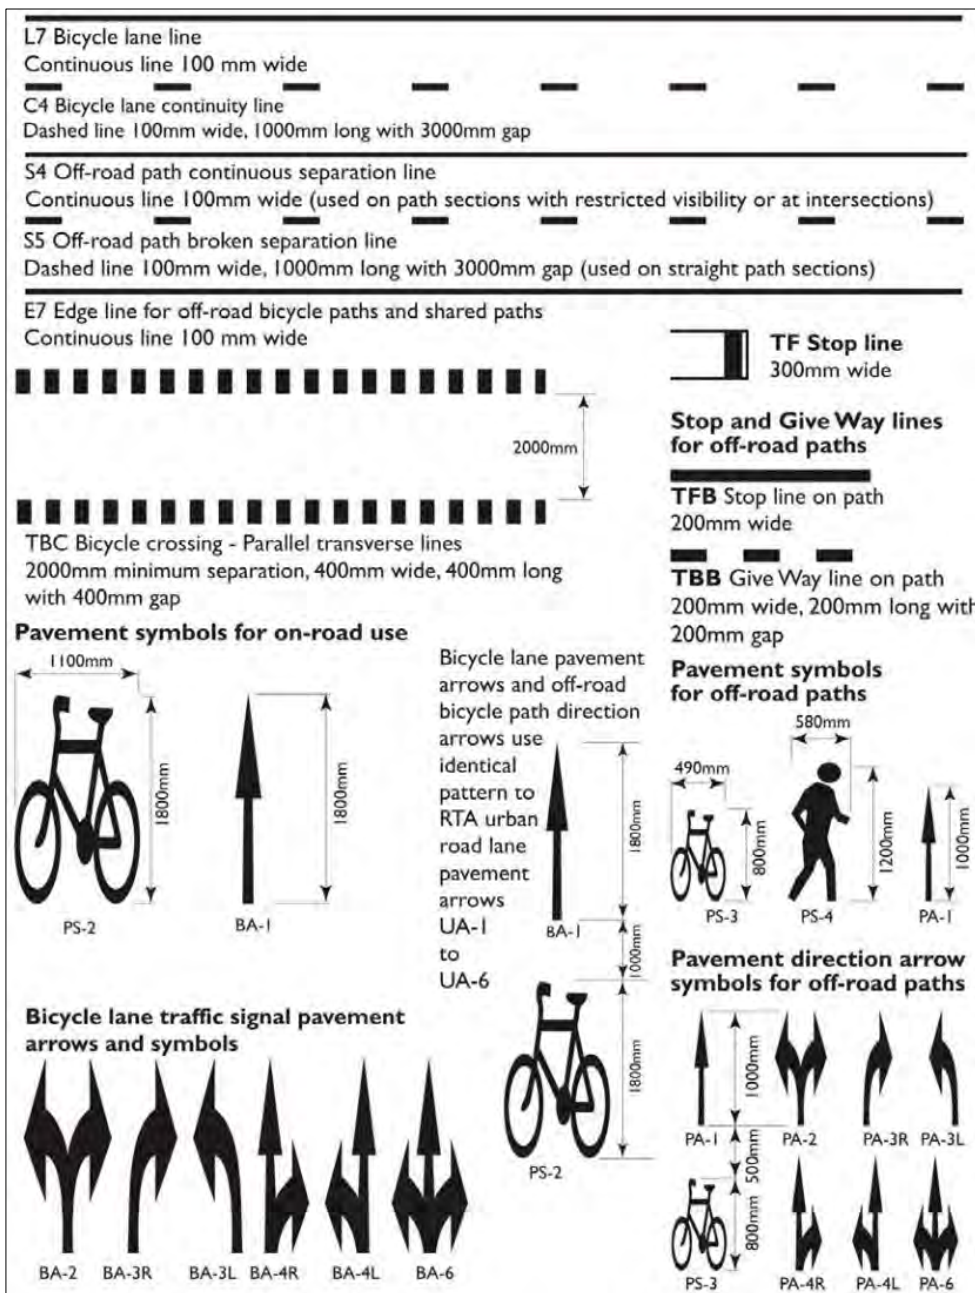 L7 Bicycle lane line
Continuous line 100 mm wide
C4 Bicycle lane continuity line
Dashed line 100mm wide, 1000mm long with 3000mm gap
S4 Off-road path continuous separation line
Continuous line 100mm wide (used on path sections with restricted visibility or at intersections)
S5 Off-road path broken separation line
Dashed line 100mm wide, 1000mm long with 3000mm gap (used on straight path sections)
E7 Edge line for off-road bicycle paths and shared paths
Continuous line 100 mm wide
TF Stop line
300mm wide
2000mm
Stop and Give Way lines
for off-road paths
TFB Stop line on path
200mm wide
TBC Bicycle crossing - Parallel transverse lines
2000mm minimum separation, 400mm wide, 400mm long
with 400mm gap
TBB Give Way line on path
200mm wide, 200mm long with
200mm gap
Pavement symbols for on-road use
1100mm
1800mm
1800mm
PS-2
BA-1
Bicycle lane pavement
arrows and off-road
bicycle path direction
arrows use
identical
pattern to
RTA urban
road lane
pavement
arrows
UA-1
to
UA-6
1800mm
BA-1
1000mm
1800mm
PS-2
Pavement symbols
for off-road paths
580mm
490mm
800mm
1200mm
1000mm
PS-3
PS-4
PA-1
Bicycle lane traffic signal pavement
arrows and symbols
BA-2
BA-3R
BA-3L
BA-4R
BA-4L
BA-6
Pavement direction arrow
symbols for off-road paths
1000mm
PA-1
PA-2
PA-3R
PA-3L
500mm
800mm
PS-3
PA-4R
PA-4L
PA-6